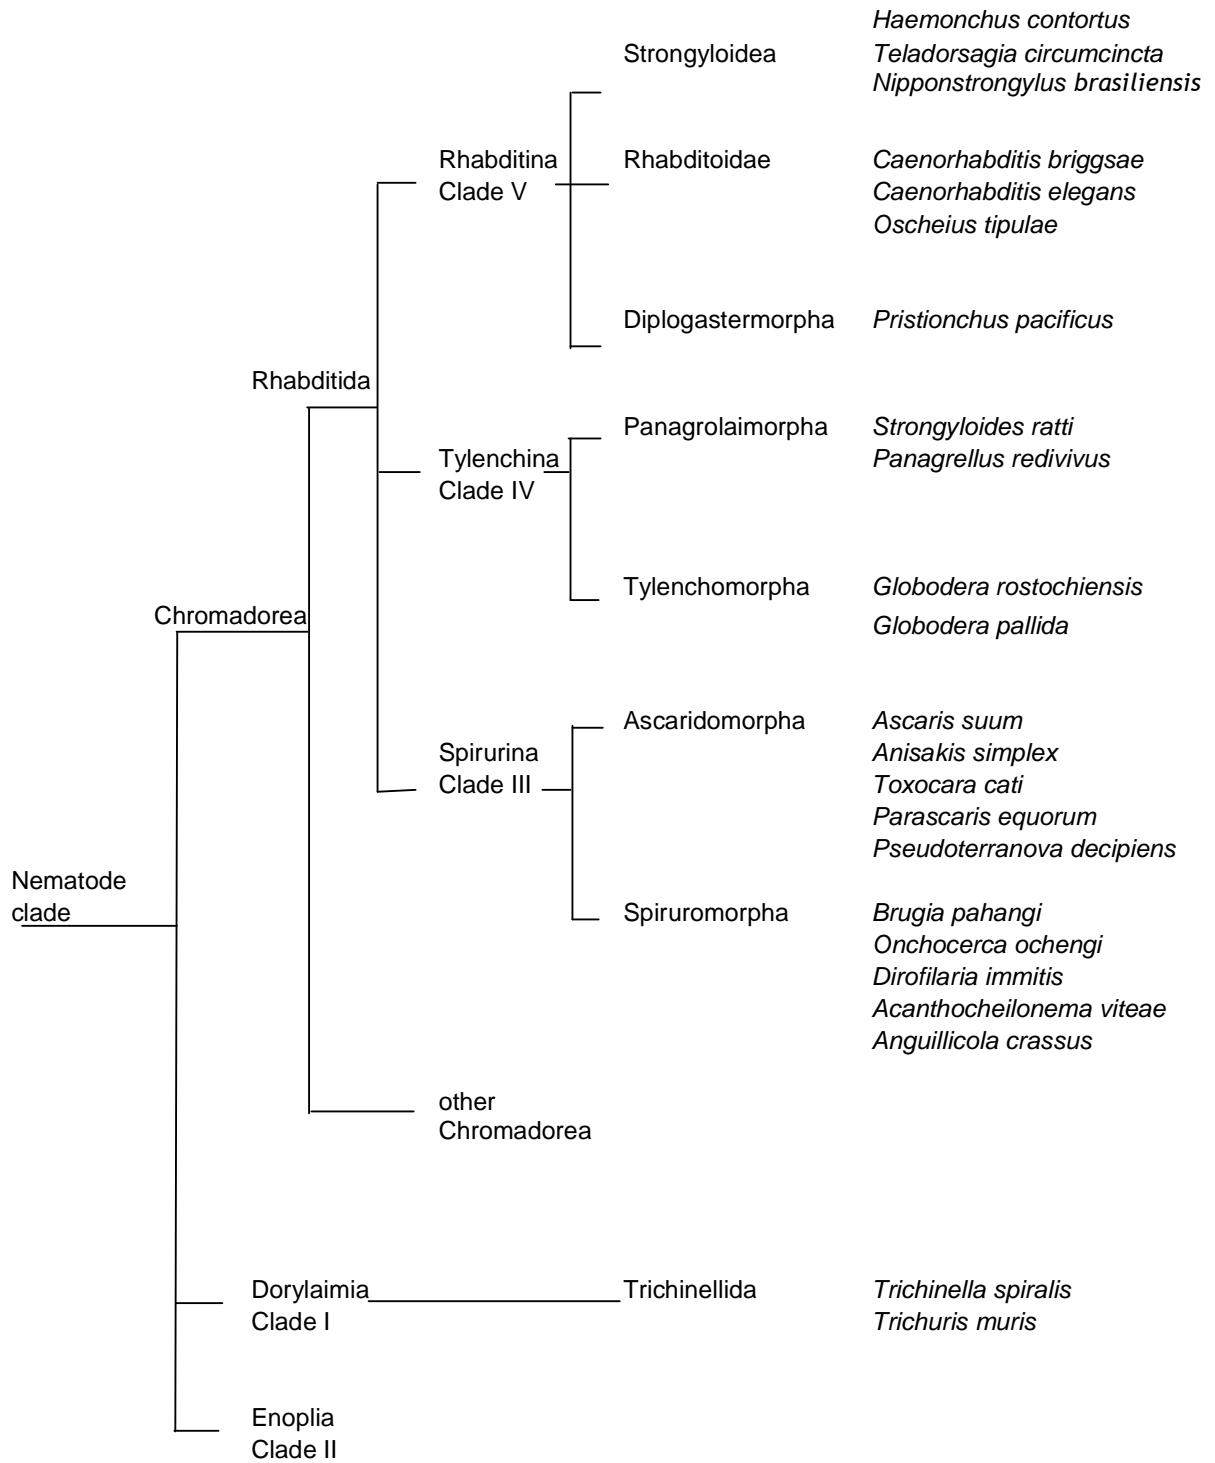 Haemonchus contortus
Strongyloidea Teladorsagia circumcincta
Nipponstrongylus brasiliensis
Rhabditina Rhabditoidae Caenorhabditis briggsae
Clade V Caenorhabditis elegans
Oscheius tipulae
Diplogastermorpha Pristionchus pacificus
Rhabditida
Panagrolaimorpha Strongyloides ratti
Tylenchina Panagrellus redivivus
Clade IV
Tylenchomorpha Globodera rostochiensis
Chromadorea Globodera pallida
Ascaridomorpha Ascaris suum
Spirurina Anisakis simplex
Clade III Toxocara cati
Parascaris equorum
Pseudoterranova decipiens
Nematode
clade Spiruromorpha Brugia pahangi
Onchocerca ochengi
Dirofilaria immitis
Acanthocheilonema viteae
Anguillicola crassus
other
Chromadorea
Dorylaimia Trichinellida Trichinella spiralis
Clade I Trichuris muris
Enoplia
Clade II